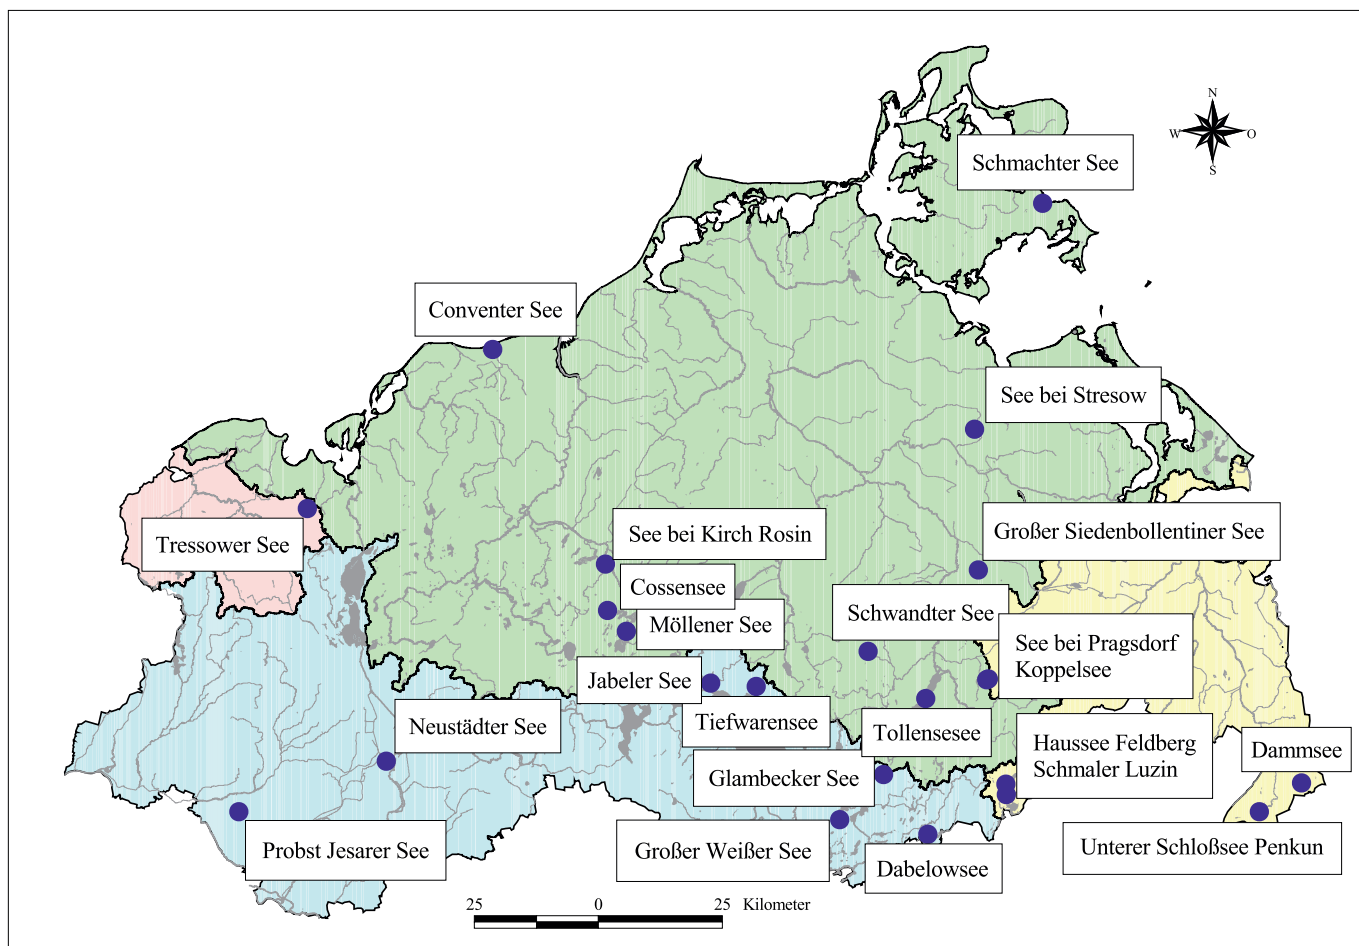 N
W
O
S
Schmachter See
Conventer See
See bei Stresow
Großer Siedenbollentiner See
See bei Kirch Rosin
Tressower See
Cossensee
Schwandter See
Möllener See
See bei Pragsdorf
Koppelsee
Jabeler See
Neustädter See
Tiefwarensee
Tollensesee
Haussee Feldberg
Schmaler Luzin
Dammsee
Glambecker See
Unterer Schloßsee Penkun
Probst Jesarer See
Großer Weißer See
Dabelowsee
25 0 25 Kilometer